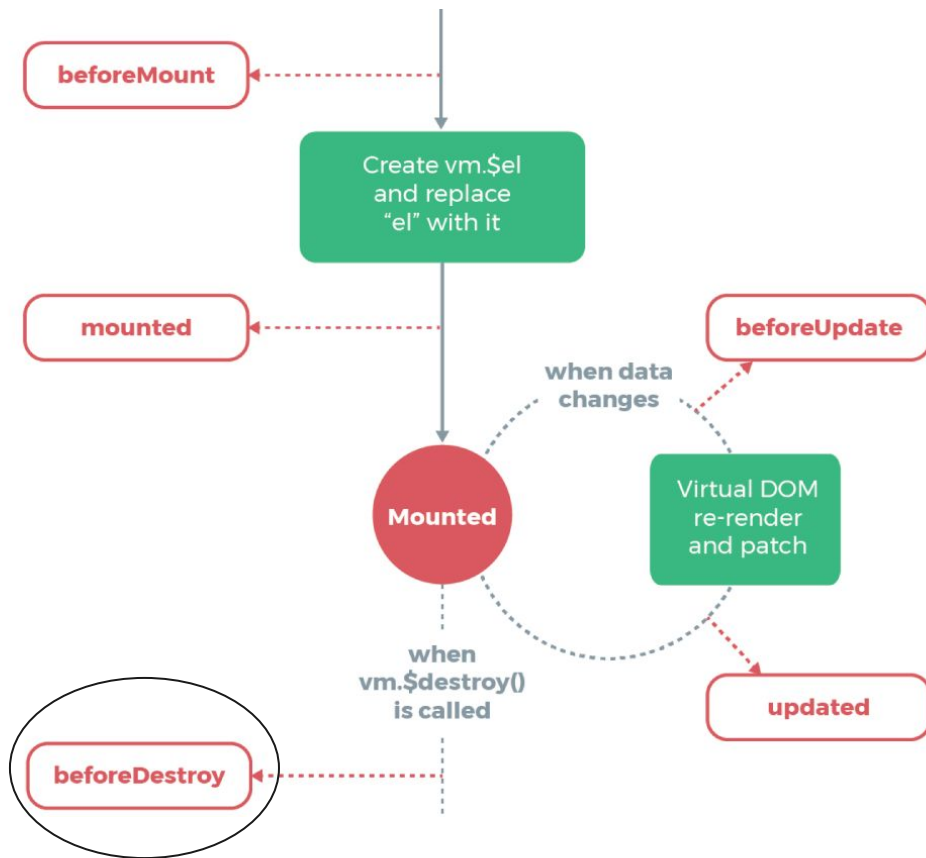 beforeMount
Create vm.$el
and replace
“el” with it
mounted
beforeUpdate
when data
changes
Mounted
Virtual DOM
re-render
and patch
when
vm.$destroy()
is called
updated
beforeDestroy